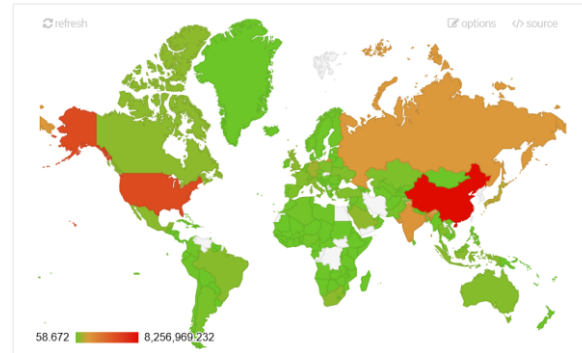 refresh
options
</> source
58.672
8,256,969.232